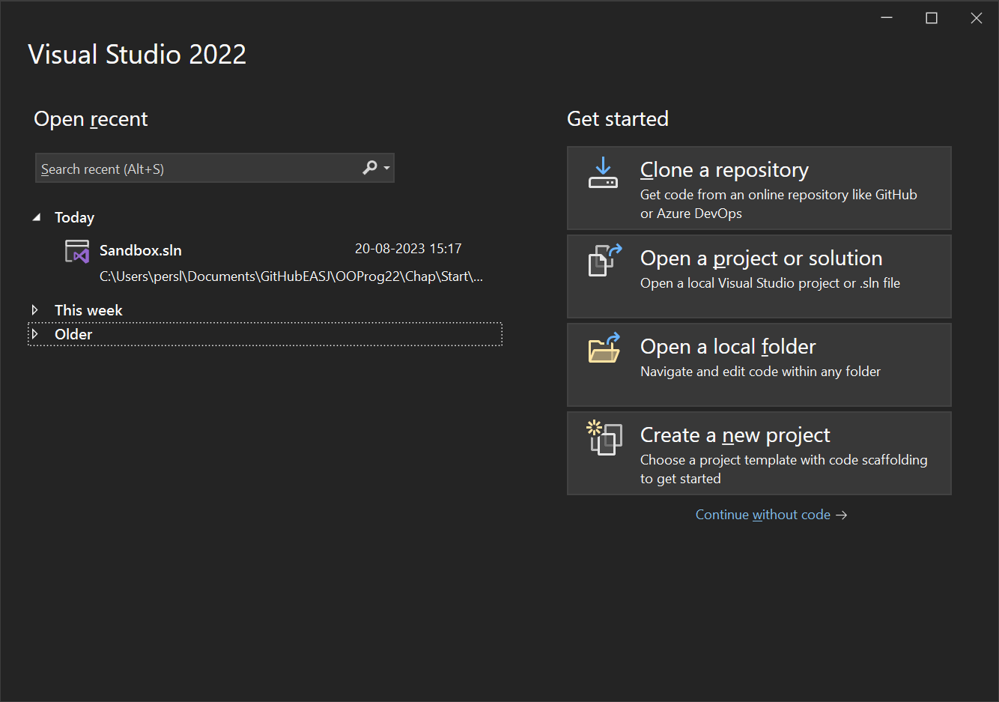 Visual Studio 2022
Open recent
Search recent (Alt+S)
Today
Sandbox.sln
20-08-2023 15:17
C:\Users\persl\Documents\GitHubEASJ\OOProg22\Chap\Start\...
This week
Older
Get started
Clone a repository
Get code from an online repository like GitHub
or Azure DevOps
Open a project or solution
Open a local Visual Studio project or .sln file
Open a local folder
Navigate and edit code within any folder
Create a new project
Choose a project template with code scaffolding
to get started
Continue without code →